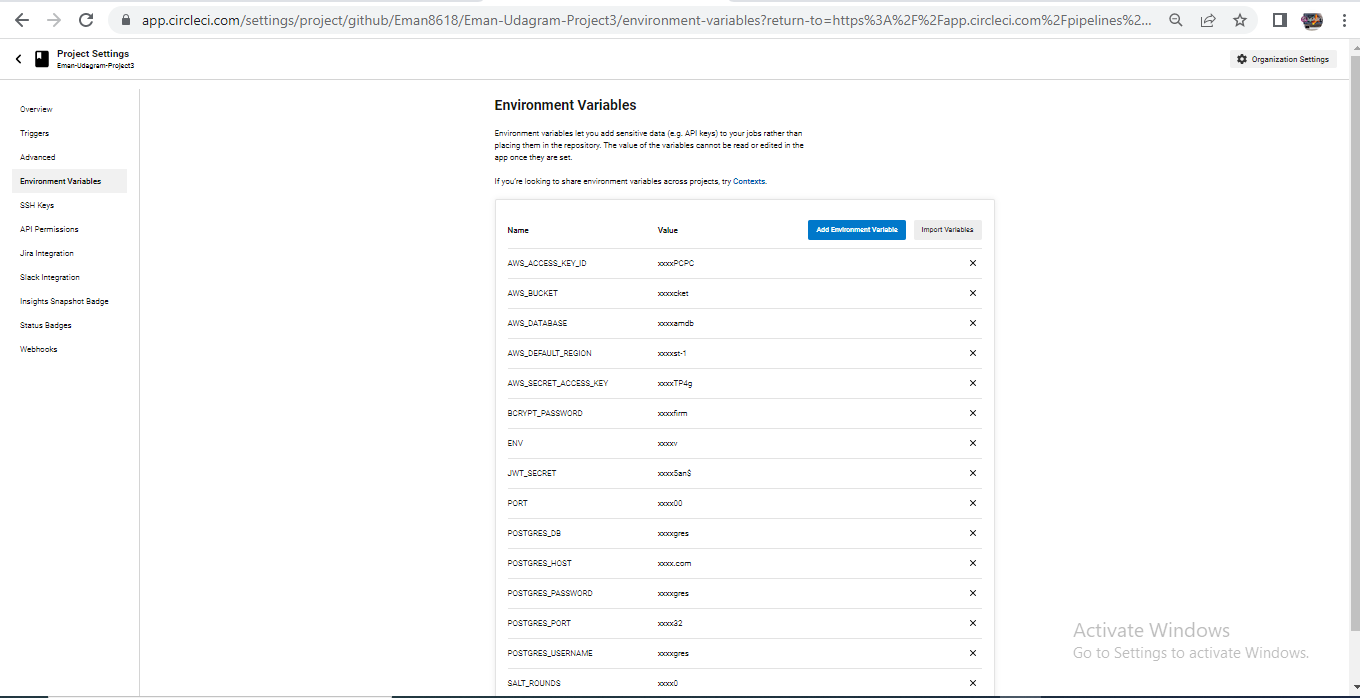 app.circleci.com/settings/project/github/Eman8618/Eman-Udagram-Project3/environment-variables?return-to=https%3A%2F%2Fapp.circleci.com%2Fpipelines%2...
Project Settings
Eman-Udagram-Project3
Organization Settings
Overview
Triggers
Advanced
Environment Variables
SSH Keys
API Permissions
Jira Integration
Slack Integration
Insights Snapshot Badge
Status Badges
Webhooks
Environment Variables
Environment variables let you add sensitive data (e.g. API keys) to your jobs rather than
placing them in the repository. The value of the variables cannot be read or edited in the
app once they are set.
If you're looking to share environment variables across projects, try Contexts.
Name Value Add Environment Variable Import Variables
AWS_ACCESS_KEY_ID xxxxPCPC
AWS_BUCKET xxxxcket
AWS_DATABASE xxxxamdb
AWS_DEFAULT_REGION xxxxst-1
AWS_SECRET_ACCESS_KEY xxxxTP4g
BCRYPT_PASSWORD xxxxfirm
ENV xxxxv
JWT_SECRET xxxx5an$
PORT xxxx00
POSTGRES_DB xxxxgres
POSTGRES_HOST xxxx.com
POSTGRES_PASSWORD xxxxgres
POSTGRES_PORT xxxx32
POSTGRES_USERNAME xxxxgres
SALT_ROUNDS xxxx0
Activate Windows
Go to Settings to activate Windows.